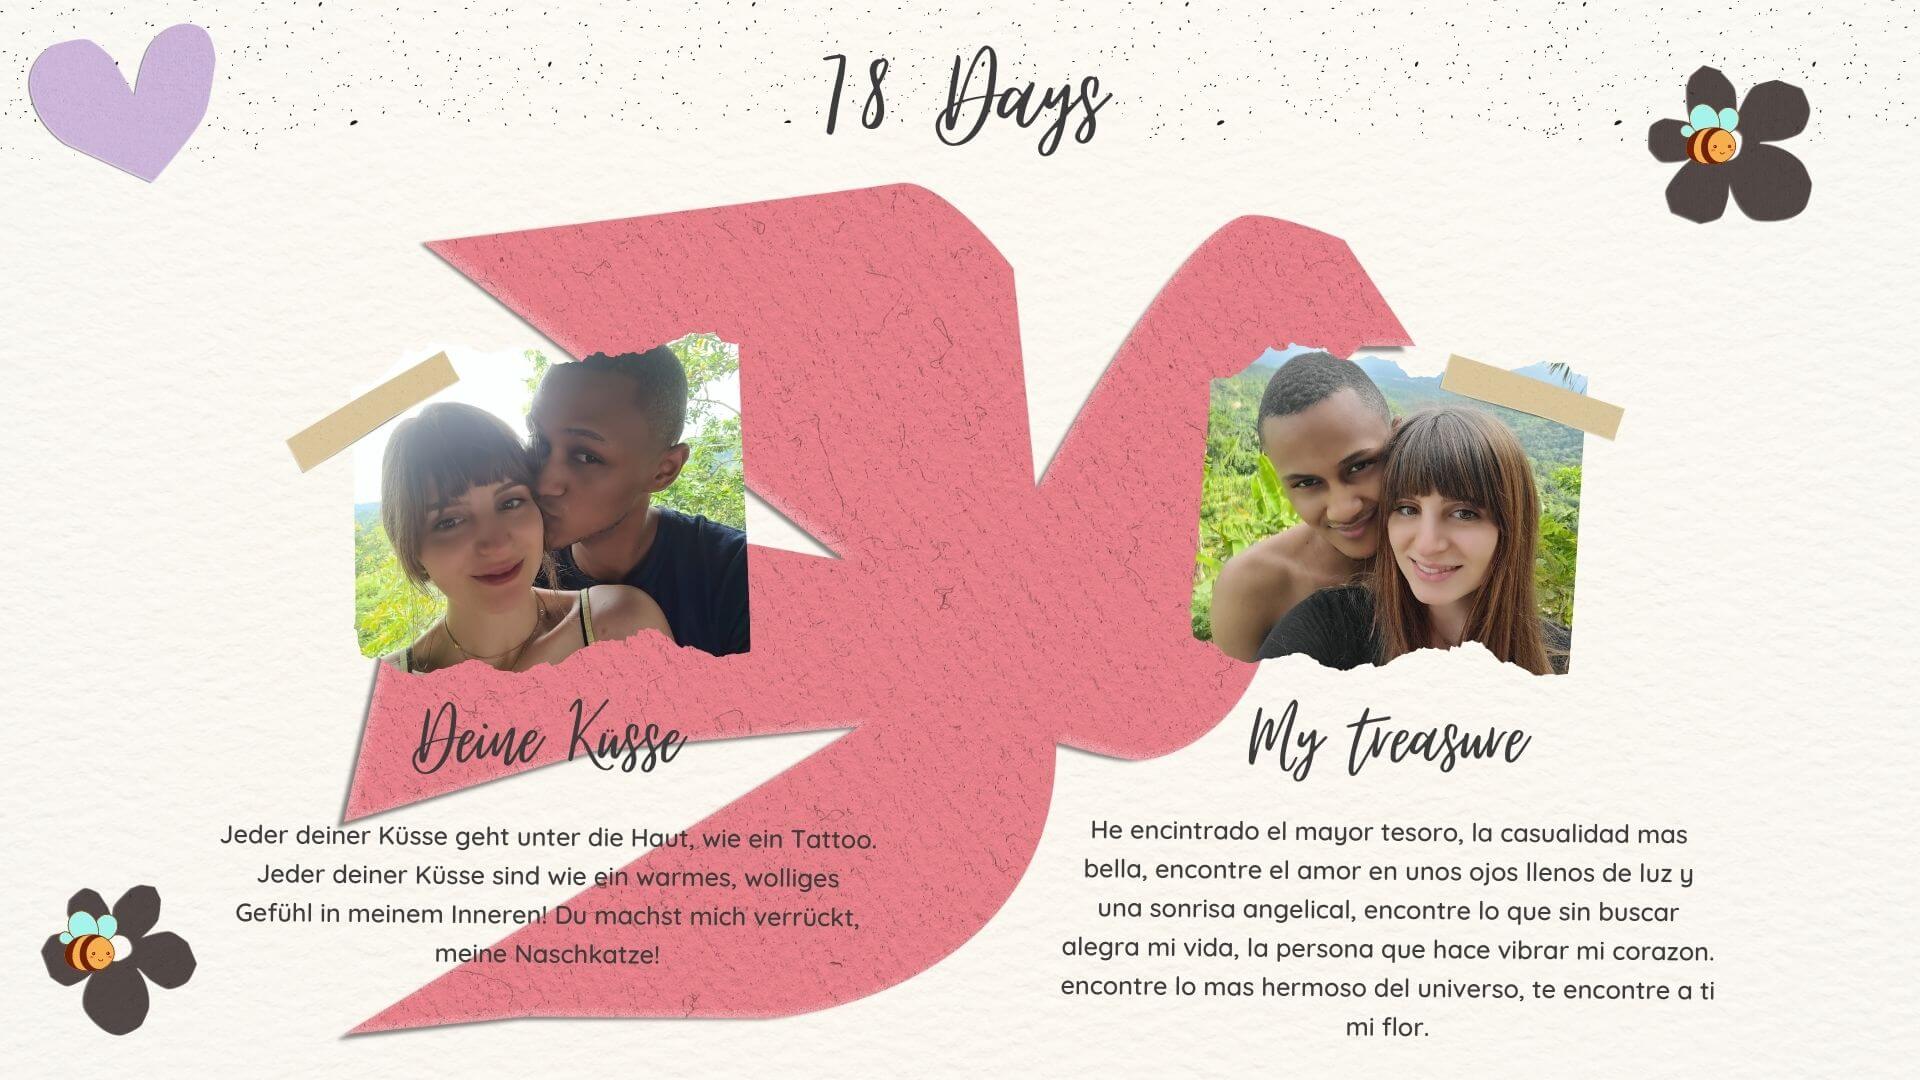 78 Days
Deine Küsse
Jeder deiner Küsse geht unter die Haut, wie ein Tattoo.
Jeder deiner Küsse sind wie ein warmes, wolliges
Gefühl in meinem Inneren! Du machst mich verrückt,
meine Naschkatze!
My treasure
He encintrado el mayor tesoro, la casualidad mas
bella, encontre el amor en unos ojos llenos de luz y
una sonrisa angelical, encontre lo que sin buscar
alegra mi vida, la persona que hace vibrar mi corazon.
encontre lo mas hermoso del universo, te encontre a ti
mi flor.